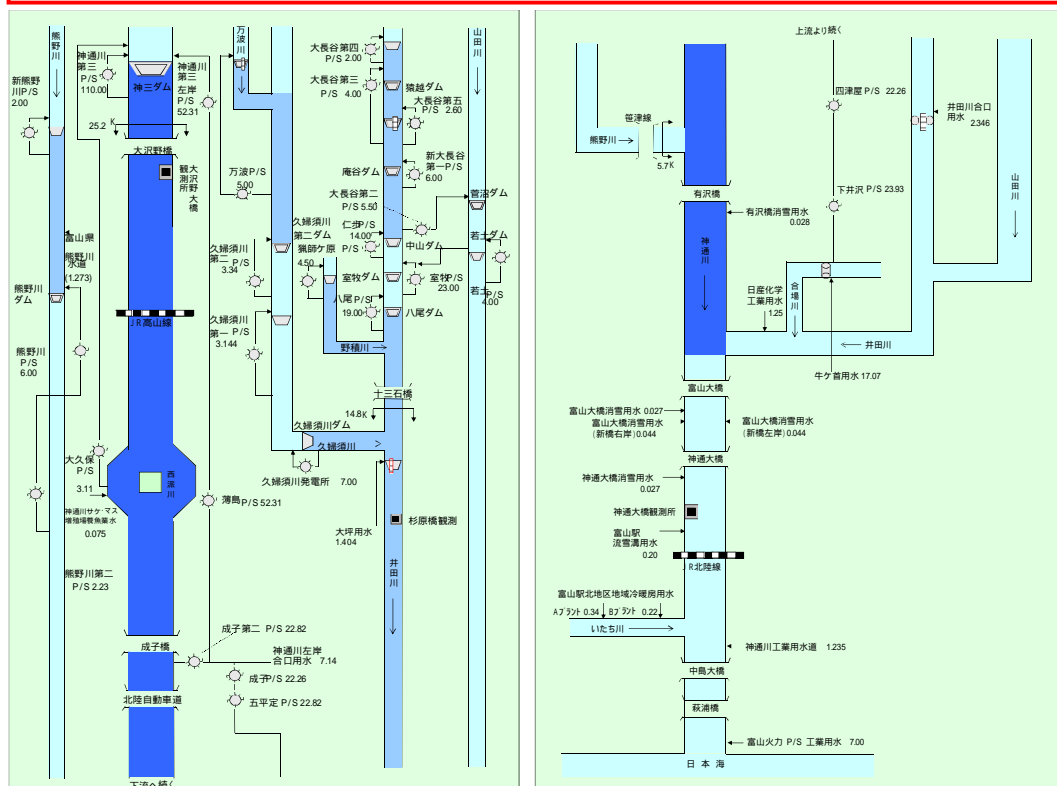 熊野川
新熊野
川P/S
2.00
神通川
第三
P/S
110.00
神三ダム
神通川
第三
左岸
P/S
52.31
25.2 K
大沢野橋
大沢野大橋
観測所
富山県
熊野川
水道
(1.273)
熊野川
ダム
JR高山線
熊野川
P/S
6.00
大久保
P/S
3.11
神通川サケ・マス
増殖場養魚業水
0.075
西派川
薄島 P/S 52.31
熊野川第二
P/S 2.23
成子橋
成子第二 P/S 22.82
神通川左岸
合口用水 7.14
成子P/S 22.26
五平定 P/S 22.82
北陸自動車道
下流へ続く
万波川
万波P/S
5.00
久婦須川
第二ダム
久婦須川
第二 P/S
3.34
久婦須川
第一 P/S
3.144
猟師ケ原
4.50
大長谷第四
P/S 2.00
大長谷第三
P/S 4.00
猿越ダム
大長谷第五
P/S 2.60
新大長谷
第一P/S
6.00
庵谷ダム
大長谷第二
P/S 5.50
仁歩P/S
14.00
中山ダム
室牧ダム
室牧P/S
23.00
八尾P/S
19.00
八尾ダム
野積川
十三石橋
14.8K
久婦須川ダム
久婦須川
久婦須川発電所 7.00
大坪用水
1.404
杉原橋観測
井田川
山田川
菅沼ダム
若土ダム
若土P/S
4.00
上流より続く
四津屋 P/S 22.26
井田川合口
用水 2.346
笹津線
熊野川
5.7K
有沢橋
有沢橋消雪用水
0.028
下井沢 P/S 23.93
山田川
神通川
日産化学
工業用水
1.25
合場川
井田川
牛ケ首用水 17.07
富山大橋
富山大橋消雪用水 0.027
富山大橋消雪用水
(新橋右岸)0.044
富山大橋消雪用水
(新橋左岸)0.044
神通大橋
神通大橋消雪用水
0.027
神通大橋観測所
富山駅
流雪溝用水
0.20
JR北陸線
富山駅北地区地域冷暖房用水
Aプラント 0.34 Bプラント 0.22
いたち川
神通川工業用水道 1.235
中島大橋
萩浦橋
富山火力 P/S 工業用水 7.00
日本海